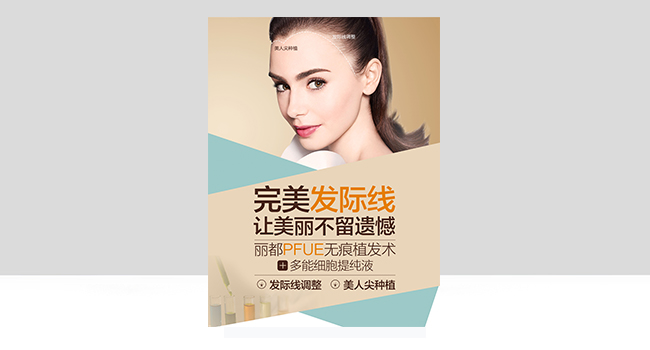 发际线调整
美人尖种植
完美发际线
让美丽不留遗憾
丽都PFUE无痕植发术
+多能细胞提纯液
发际线调整 美人尖种植